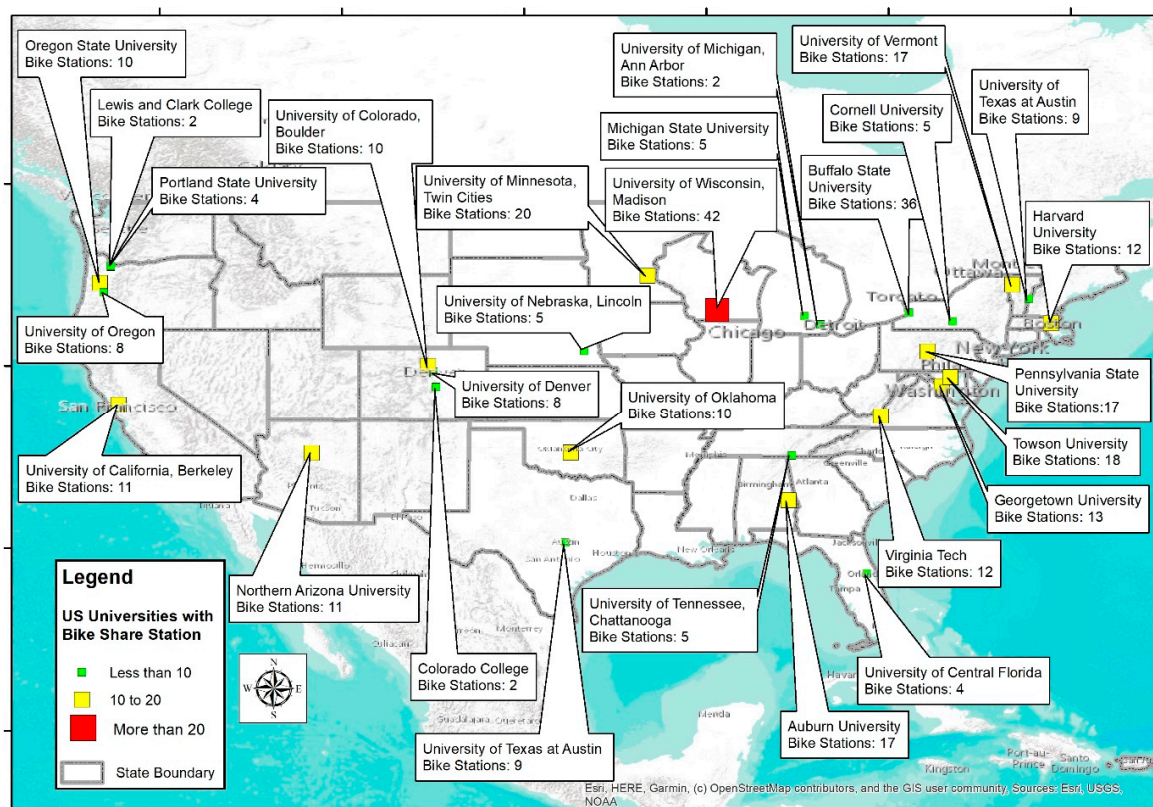 Oregon State University
Bike Stations: 10
Lewis and Clark College
Bike Stations: 2
Portland State University
Bike Stations: 4
University of Colorado,
Boulder
Bike Stations: 10
University of Minnesota,
Twin Cities
Bike Stations: 20
University of Michigan,
Ann Arbor
Bike Stations: 2
Michigan State University
Bike Stations: 5
University of Wisconsin,
Madison
Bike Stations: 42
University of Vermont
Bike Stations: 17
Cornell University
Bike Stations: 5
Buffalo State
University
Bike Stations: 36
University of
Texas at Austin
Bike Stations: 9
Harvard
University
Bike Stations: 12
Ottawa
Toronto
Boston
Chicago
Detroit
New York
Washington
University of Nebraska, Lincoln
Bike Stations: 5
University of Oregon
Bike Stations: 8
University of Denver
Bike Stations: 8
University of Oklahoma
Bike Stations:10
Pennsylvania State
University
Bike Stations:17
Towson University
Bike Stations: 18
Georgetown University
Bike Stations: 13
San Francisco
University of California, Berkeley
Bike Stations: 11
Phoenix
Tucson
El Paso
Oklahoma City
Dallas
Memphis
Charlotte
Greenville
Birmingham
Atlanta
Austin
San Antonio
Houston
New Orleans
Jacksonville
Orlando
Tampa
Hermosillo
Monterrey
Northern Arizona University
Bike Stations: 11
Virginia Tech
Bike Stations: 12
University of Tennessee,
Chattanooga
Bike Stations: 5
University of Central Florida
Bike Stations: 4
Colorado College
Bike Stations: 2
Auburn University
Bike Stations: 17
University of Texas at Austin
Bike Stations: 9
Guadalajara
Queretaro
Merida
Kingston
Port-au-
Prince
Santo
Domingo
Legend
US Universities with
Bike Share Station
Less than 10
10 to 20
More than 20
State Boundary
N
W
E
S
Esri, HERE, Garmin, (c) OpenStreetMap contributors, and the GIS user community, Sources: Esri, USGS,
NOAA